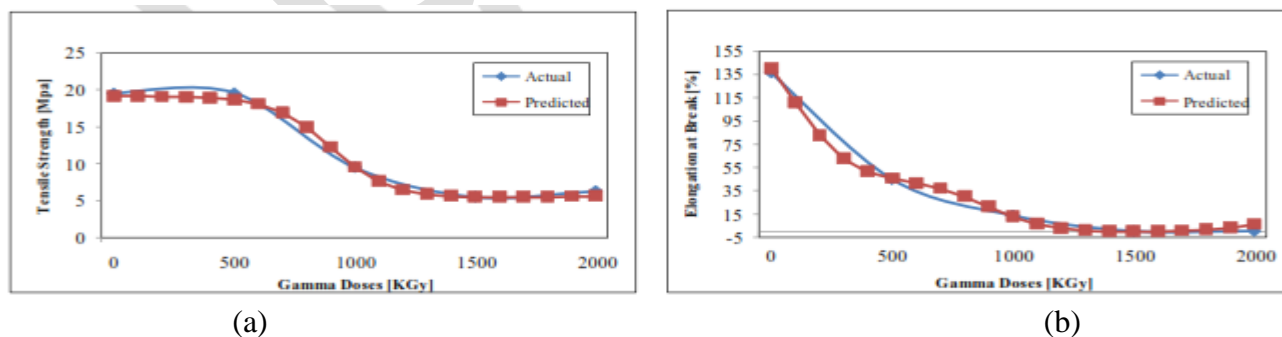 25
20
15
10
5
0
Tensile Strength [Mpa]
Actual
Predicted
0 500 1000 1500 2000
Gamma Doses [KGy]
(a)
155
135
115
95
75
55
35
15
-5
Elongation at Break [%]
Actual
Predicted
0 500 1000 1500 2000
Gamma Doses [KGy]
(b)